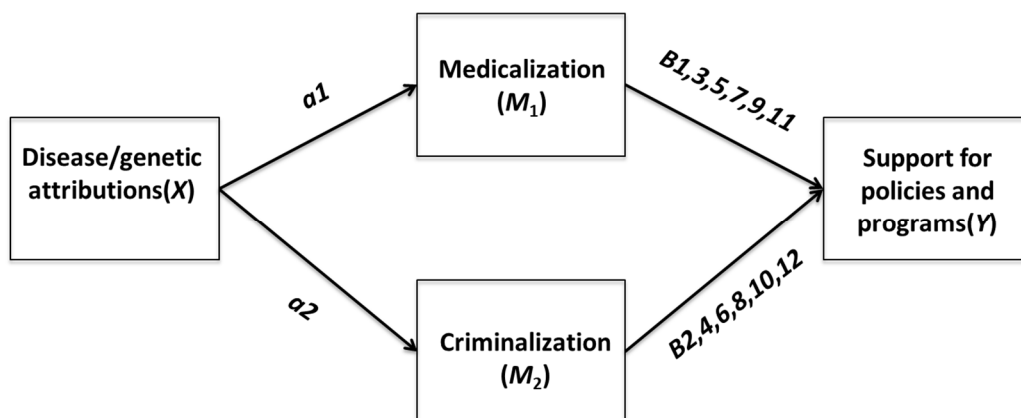 Disease/genetic
attributions(X)
α1
α2
Medicalization
(M₁)
Criminalization
(M₂)
B1,3,5,7,9,11
B2,4,6,8,10,12
Support for
policies and
programs(Y)